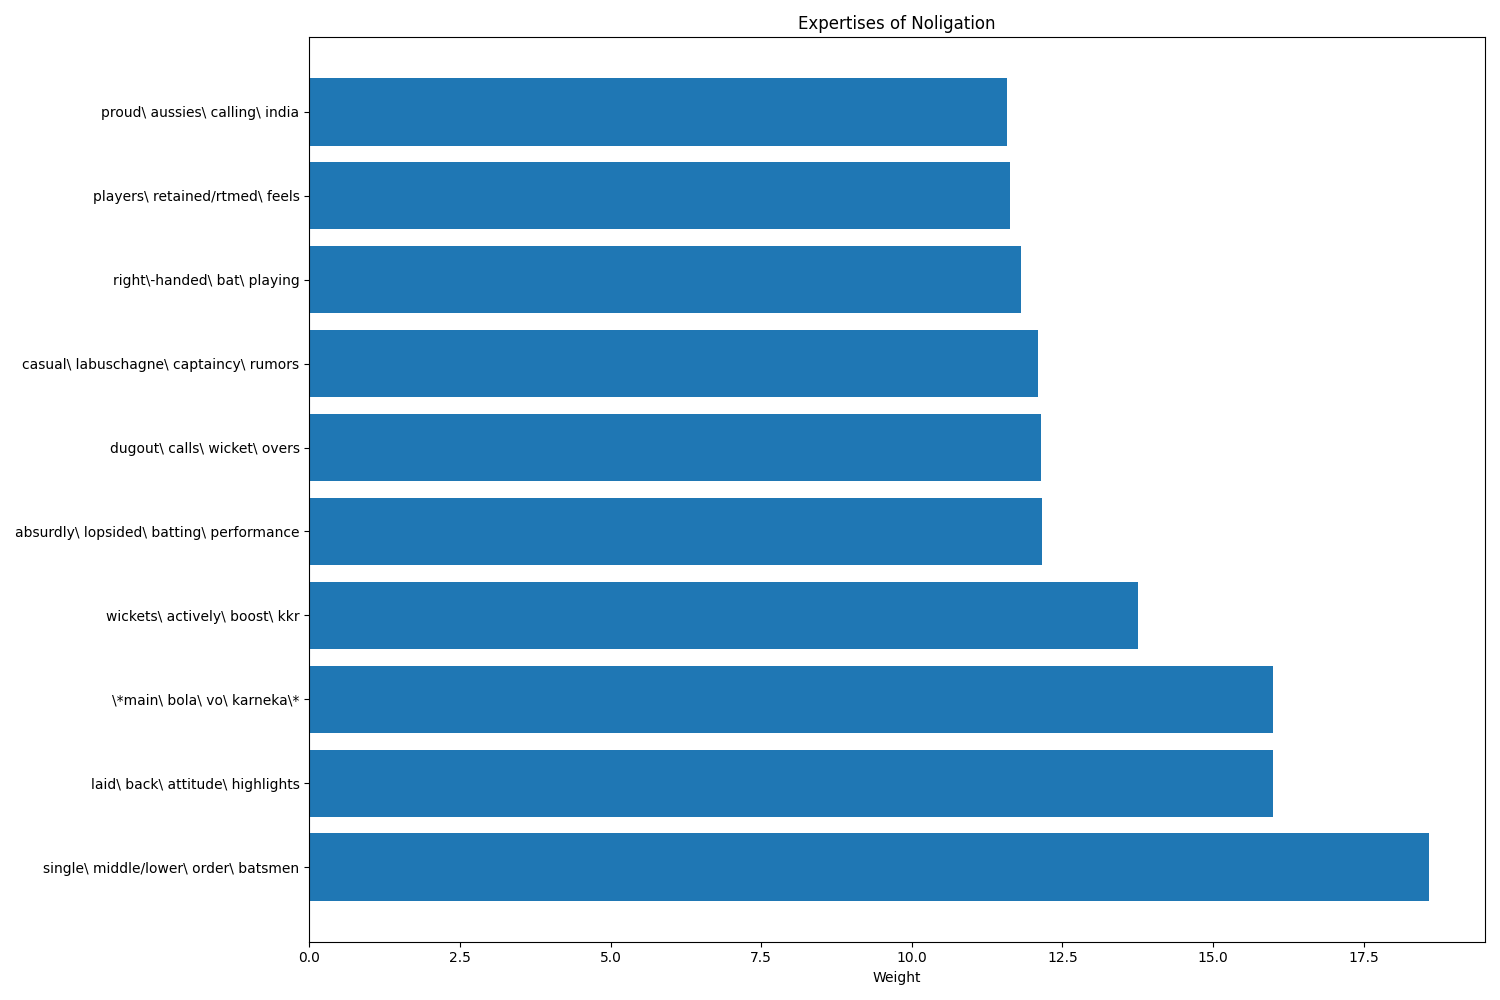 Expertises of Noligation
proud\ aussies\ calling\ india
players\ retained/rtmed\ feels
right\-handed\ bat\ playing
casual\ labuschagne\ captaincy\ rumors
dugout\ calls\ wicket\ overs
absurdly\ lopsided\ batting\ performance
wickets\ actively\ boost\ kkr
\*main\ bola\ vo\ karneka\*
laid\ back\ attitude\ highlights
single\ middle/lower\ order\ batsmen
0.0 2.5 5.0 7.5 10.0 12.5 15.0 17.5
Weight